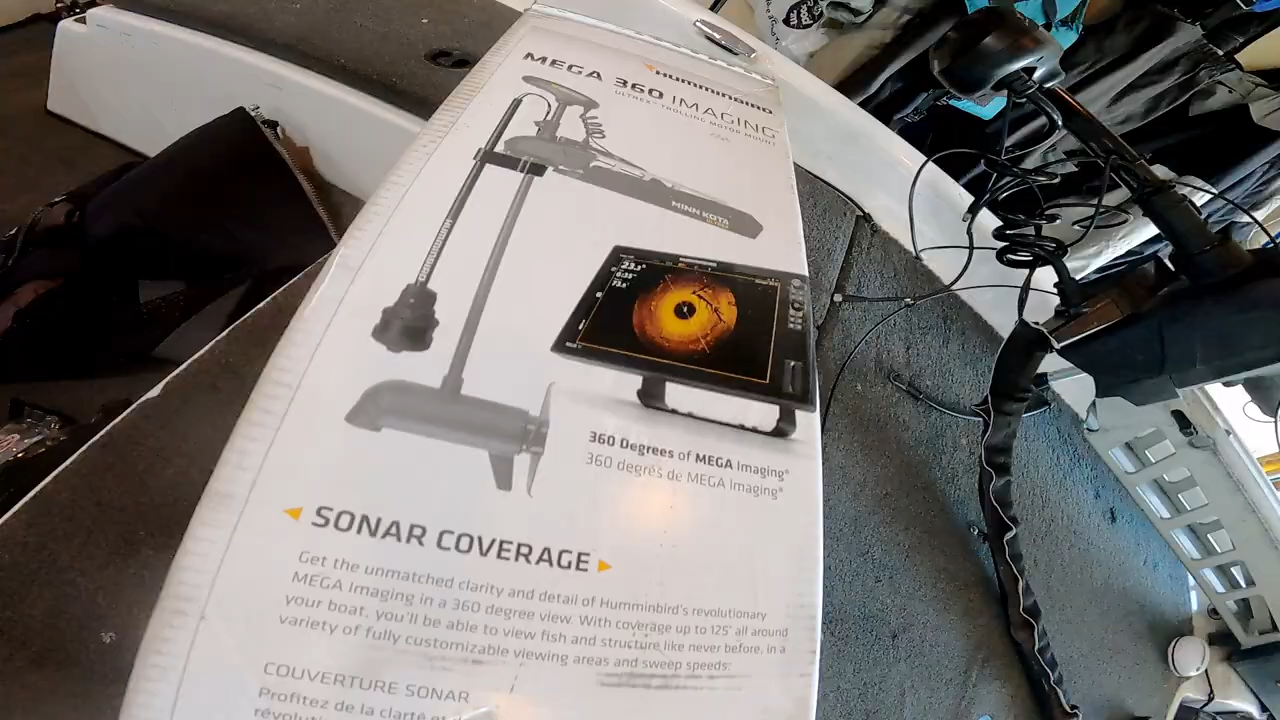 HUMMINBIRD
MEGA 360 IMAGING
ULTREX™ TROLLING MOTOR MOUNT
MINN KOTA
HUMMINBIRD
360 Degrees of MEGA Imaging®
360 degrés de MEGA Imaging®
SONAR COVERAGE
Get the unmatched clarity and detail of Humminbird's revolutionary
MEGA Imaging in a 360 degree view. With coverage up to 125' all around
your boat, you'll be able to view fish and structure like never before, in a
variety of fully customizable viewing areas and sweep speeds.
COUVERTURE SONAR
Profitez de la clarté et